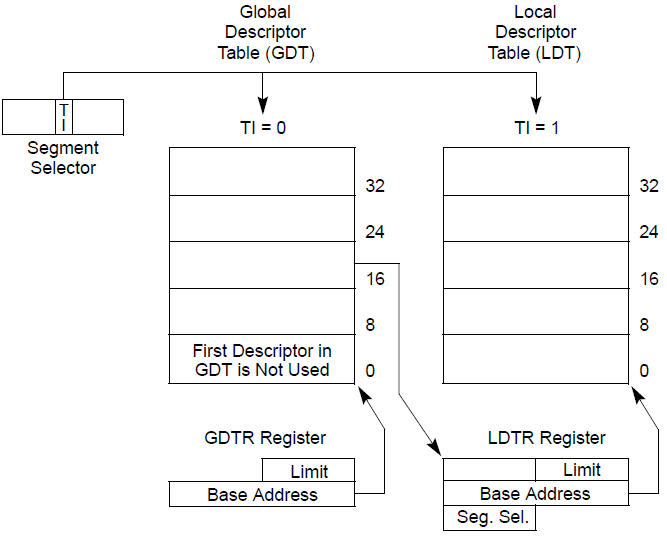 Global
Descriptor
Table (GDT)
Local
Descriptor
Table (LDT)
T
I
Segment
Selector
TI = 0
TI = 1
32
24
16
8
First Descriptor in
GDT is Not Used
0
32
24
16
8
0
GDTR Register
Limit
Base Address
LDTR Register
Limit
Base Address
Seg. Sel.